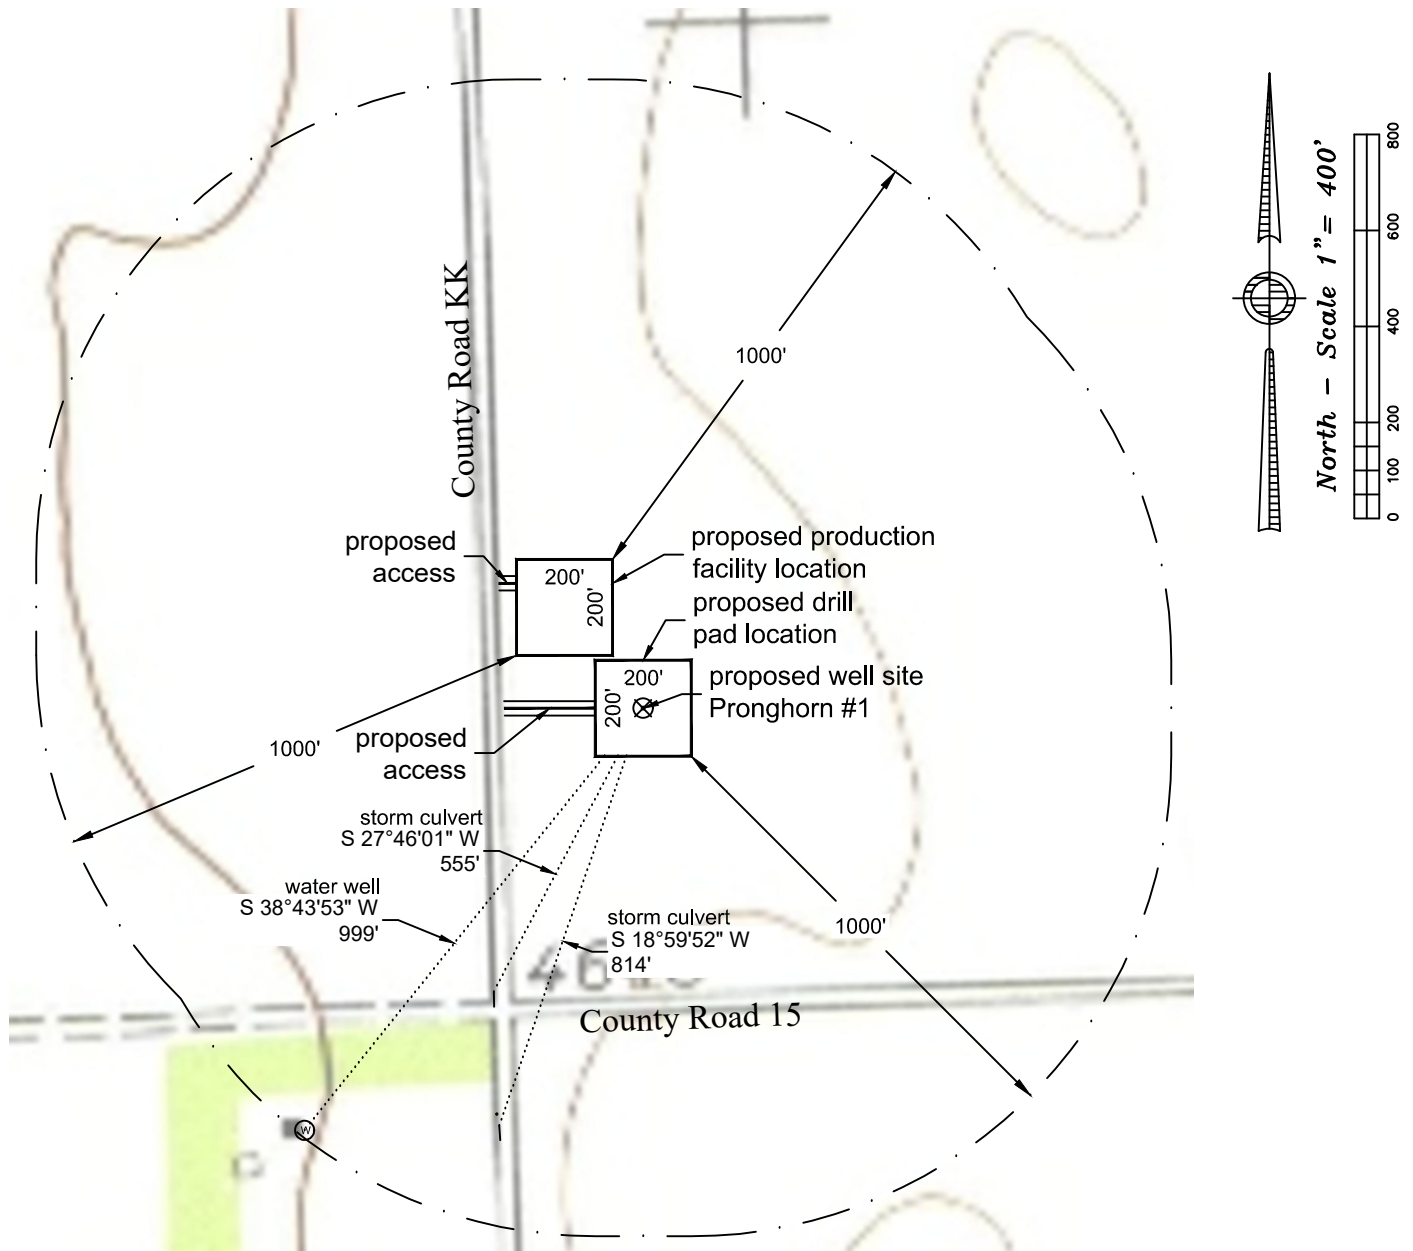 County Road KK
1000'
North – Scale 1"= 400'
0
100
200
400
600
800
proposed
access
200'
200'
proposed production
facility location
proposed drill
pad location
200'
200'
proposed well site
Pronghorn #1
1000'
proposed
access
storm culvert
S 27°46'01" W
555'
water well
S 38°43'53" W
999'
storm culvert
S 18°59'52" W
814'
1000'
County Road 15
W